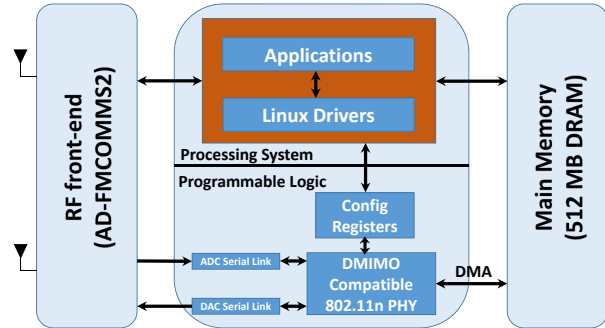 RF front-end
(AD-FMCOMMS2)
Applications
Linux Drivers
Processing System
Programmable Logic
Config
Registers
ADC Serial Link
DAC Serial Link
DMIMO
Compatible
802.11n PHY
DMA
Main Memory
(512 MB DRAM)